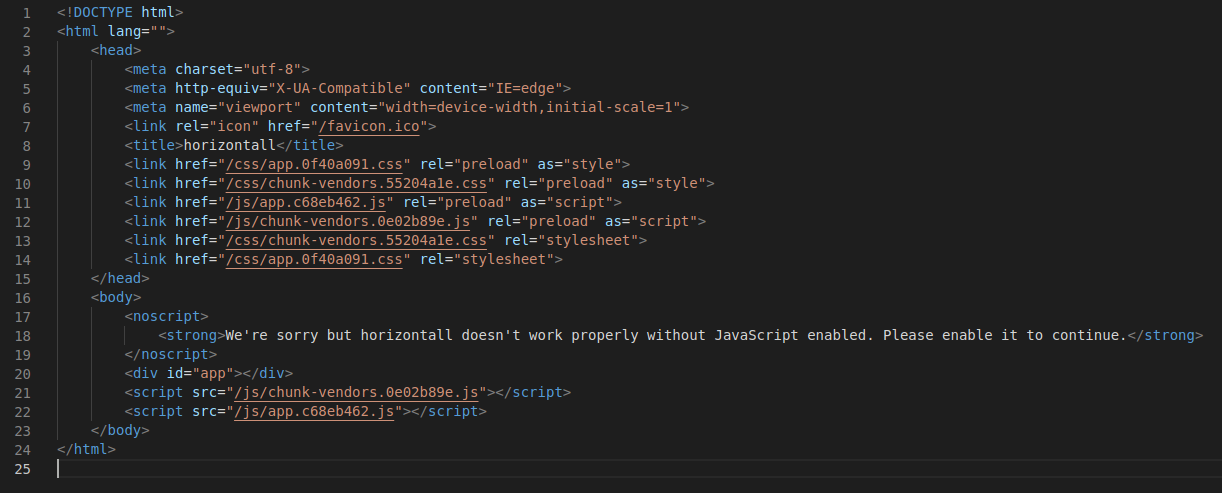 1 <!DOCTYPE html>
2 <html lang="">
3     <head>
4         <meta charset="utf-8">
5         <meta http-equiv="X-UA-Compatible" content="IE=edge">
6         <meta name="viewport" content="width=device-width,initial-scale=1">
7         <link rel="icon" href="/favicon.ico">
8         <title>horizontall</title>
9         <link href="/css/app.0f40a091.css" rel="preload" as="style">
10         <link href="/css/chunk-vendors.55204a1e.css" rel="preload" as="style">
11         <link href="/js/app.c68eb462.js" rel="preload" as="script">
12         <link href="/js/chunk-vendors.0e02b89e.js" rel="preload" as="script">
13         <link href="/css/chunk-vendors.55204a1e.css" rel="stylesheet">
14         <link href="/css/app.0f40a091.css" rel="stylesheet">
15     </head>
16     <body>
17         <noscript>
18             <strong>We're sorry but horizontall doesn't work properly without JavaScript enabled. Please enable it to continue.</strong>
19         </noscript>
20         <div id="app"></div>
21         <script src="/js/chunk-vendors.0e02b89e.js"></script>
22         <script src="/js/app.c68eb462.js"></script>
23     </body>
24 </html>
25